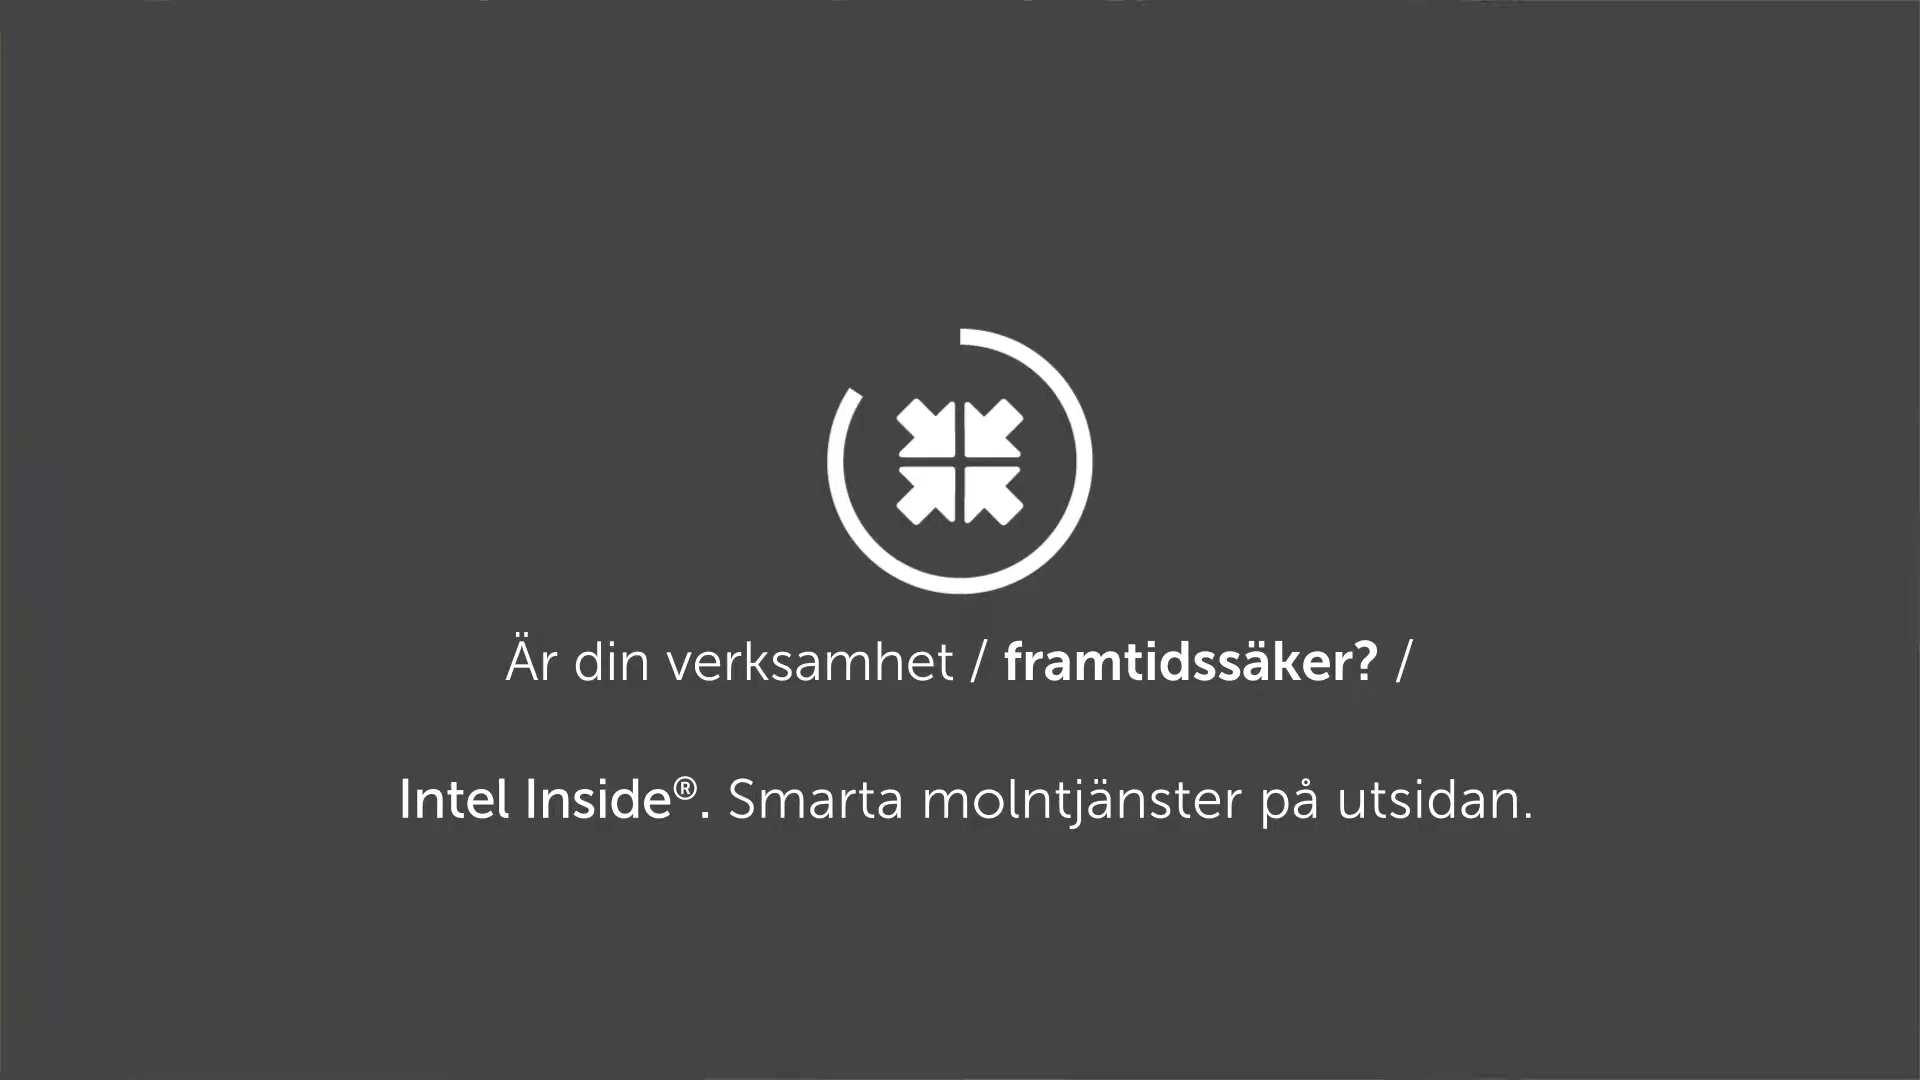 Är din verksamhet / framtidssäker? /
Intel Inside®. Smarta molntjänster på utsidan.